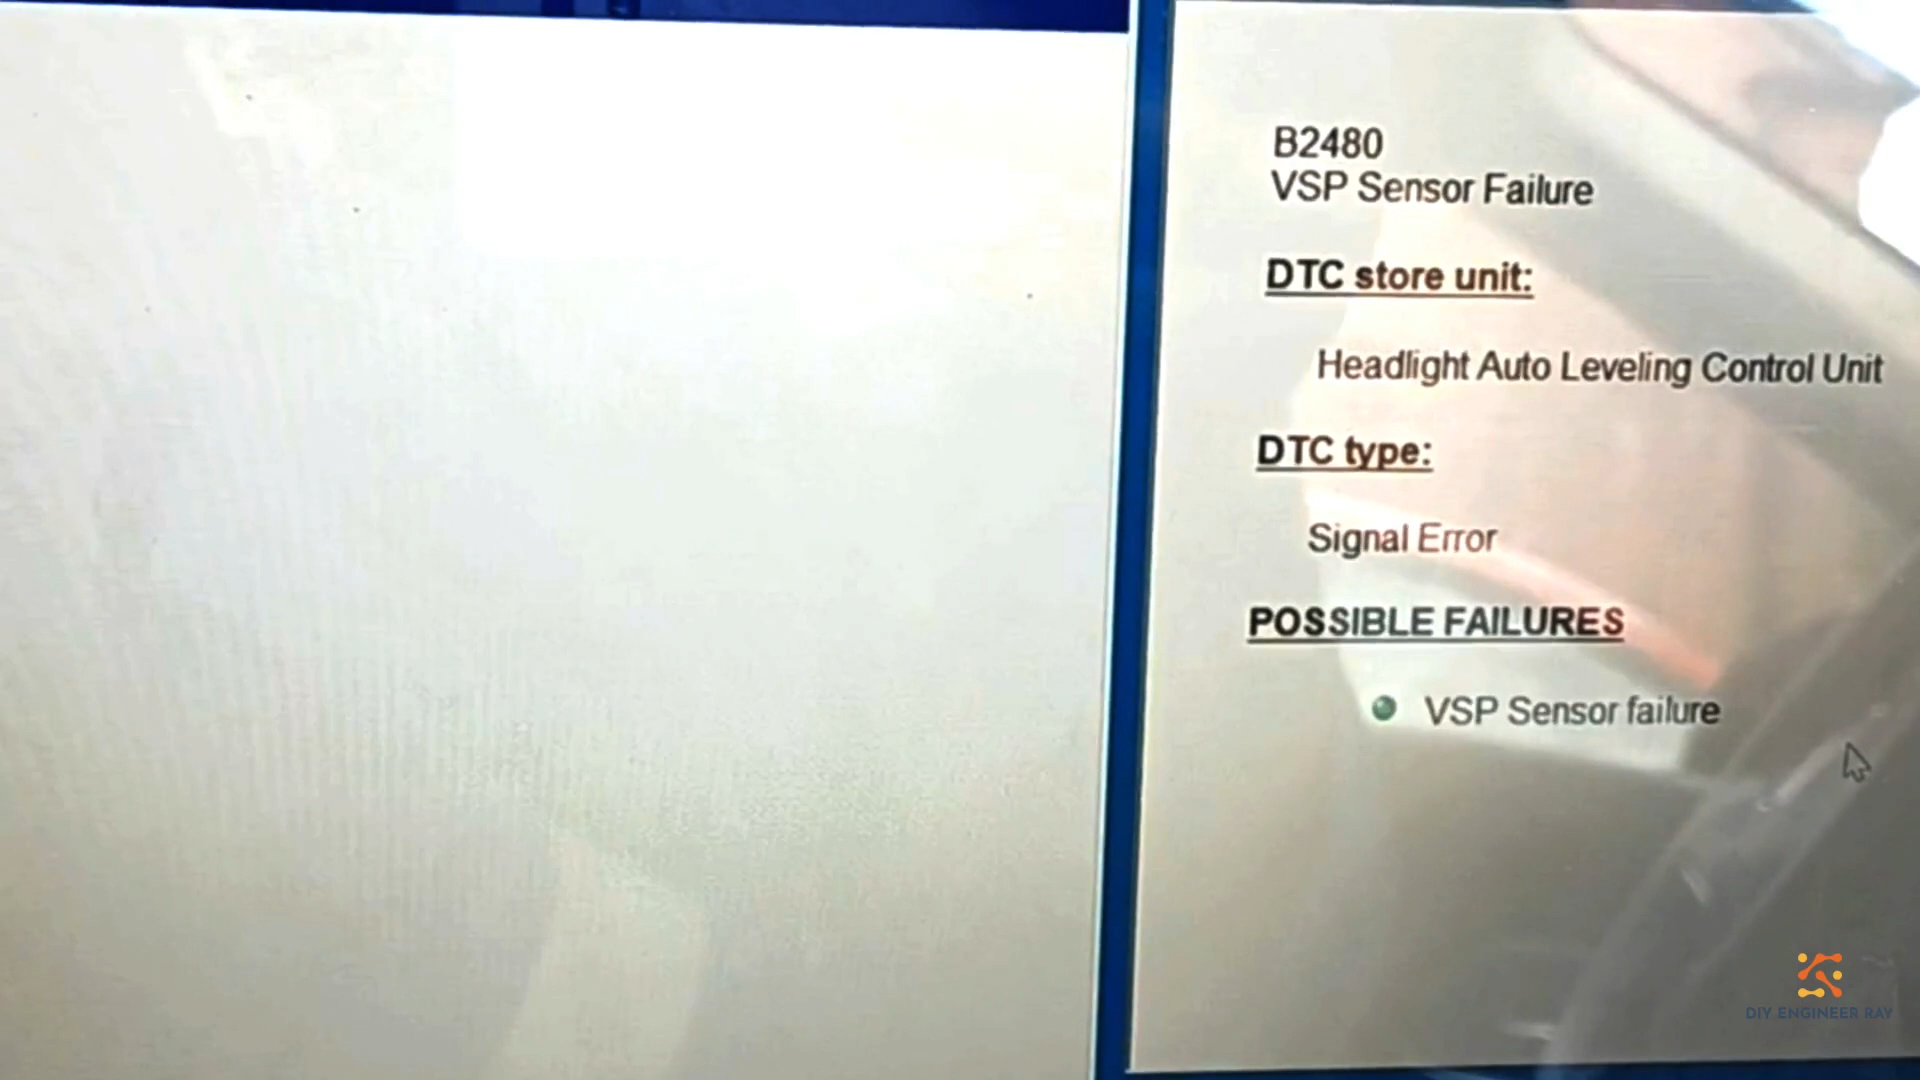 B2480
VSP Sensor Failure
DTC store unit:
Headlight Auto Leveling Control Unit
DTC type:
Signal Error
POSSIBLE FAILURES
VSP Sensor failure
DIY ENGINEER RAY